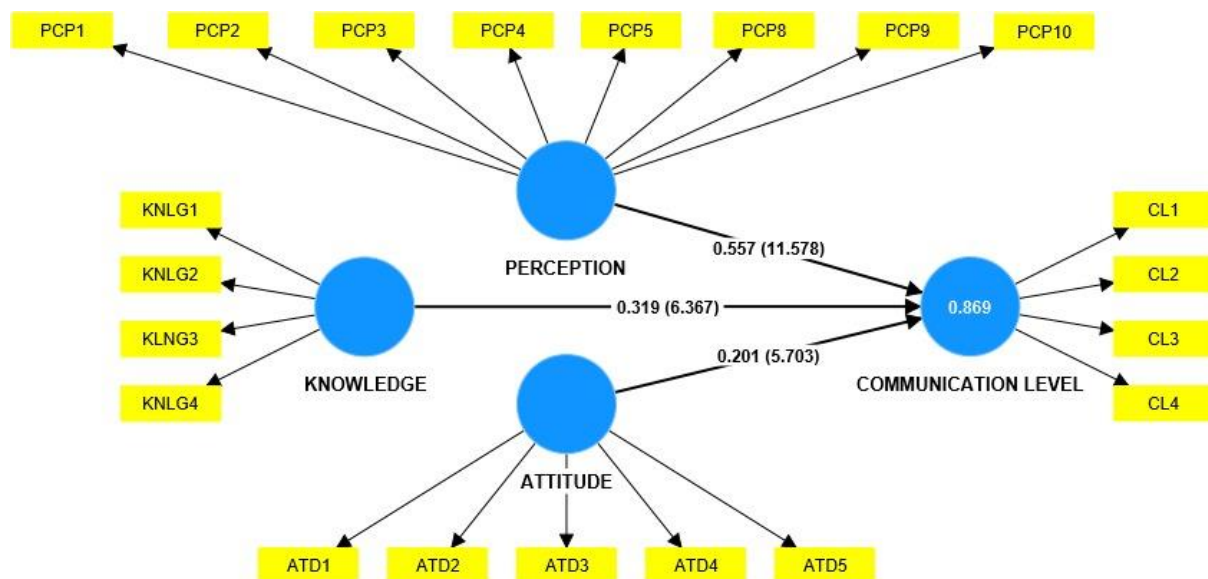 PCP1
PCP2
PCP3
PCP4
PCP5
PCP8
PCP9
PCP10
KNLG1
KNLG2
KLNG3
KNLG4
PERCEPTION
KNOWLEDGE
ATTITUDE
0.557 (11.578)
0.319 (6.367)
0.201 (5.703)
0.869
COMMUNICATION LEVEL
CL1
CL2
CL3
CL4
ATD1
ATD2
ATD3
ATD4
ATD5